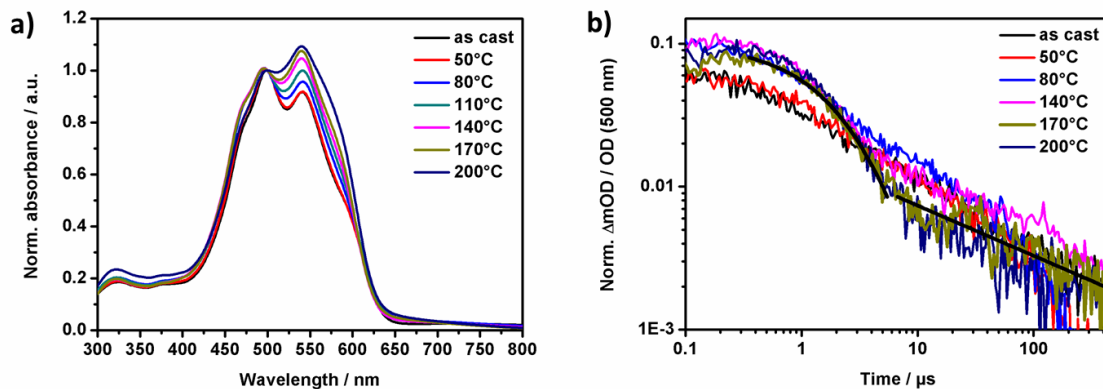 a)
Norm. absorbance / a.u.
1.2
1.0
0.8
0.6
0.4
0.2
0.0
as cast
50°C
80°C
110°C
140°C
170°C
200°C
300 350 400 450 500 550 600 650 700 750 800
Wavelength / nm
b)
Norm. ΔmOD / OD (500 nm)
0.1
0.01
1E-3
as cast
50°C
80°C
140°C
170°C
200°C
0.1 1 10 100
Time / µs